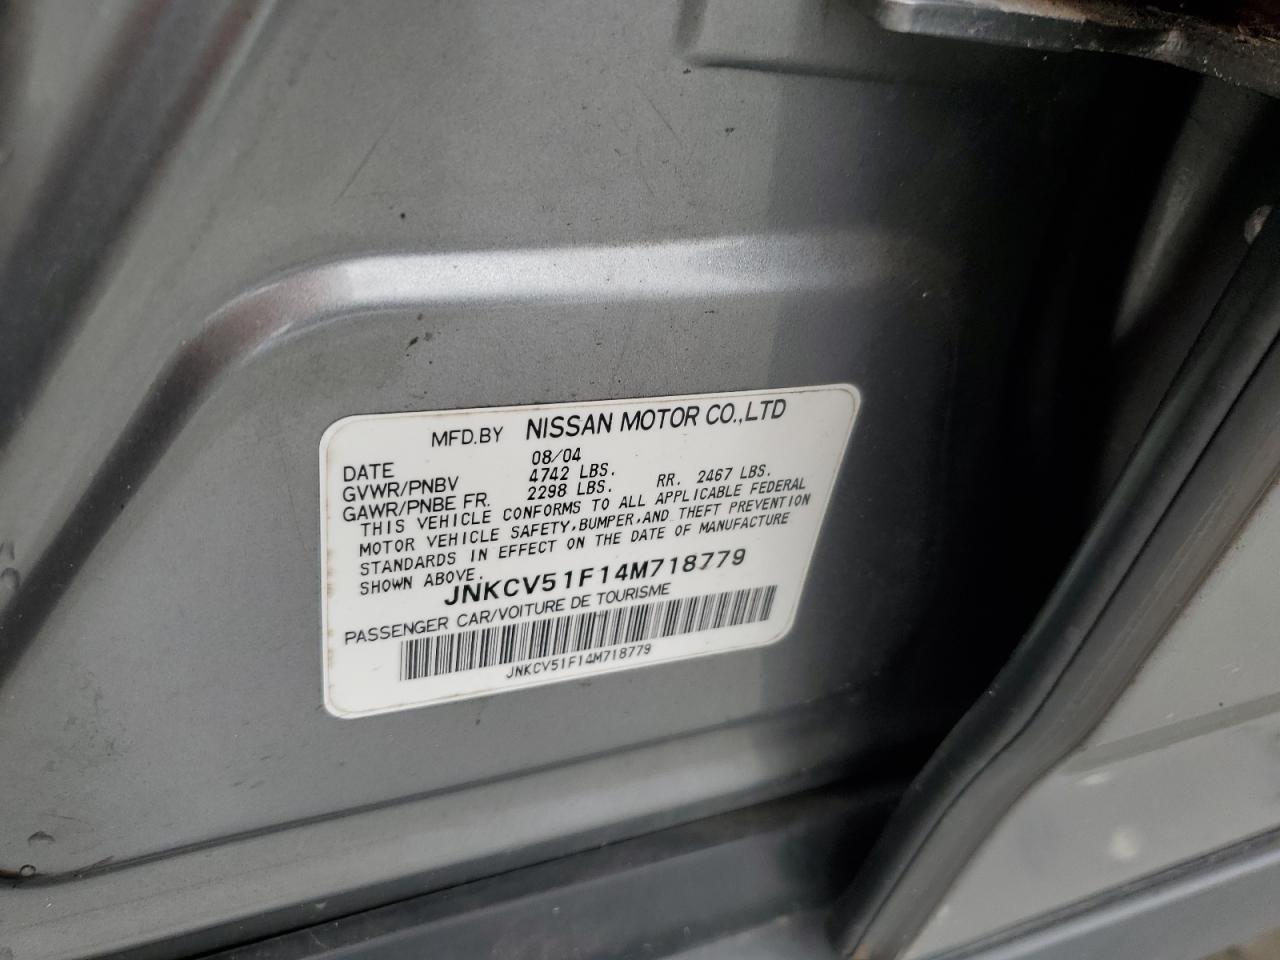 MFD.BY NISSAN MOTOR CO.,LTD
DATE 08/04
GVWR/PNBV 4742 LBS.
GAWR/PNBE FR. 2298 LBS. RR. 2467 LBS.
THIS VEHICLE CONFORMS TO ALL APPLICABLE FEDERAL
MOTOR VEHICLE SAFETY,BUMPER,AND THEFT PREVENTION
STANDARDS IN EFFECT ON THE DATE OF MANUFACTURE
SHOWN ABOVE.
JNKCV51F14M718779
PASSENGER CAR/VOITURE DE TOURISME
JNKCV51F14M718779